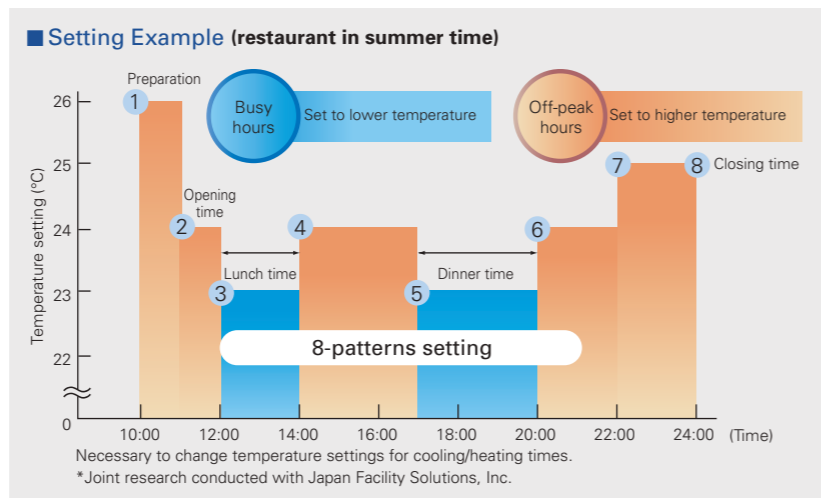 ■ Setting Example (restaurant in summer time)
Preparation
Busy
hours
Set to lower temperature
Off-peak
hours
Set to higher temperature
Temperature setting (°C)
26
25
24
23
22
0
1
Opening
time
2
3
Lunch time
4
5
Dinner time
6
7
8
Closing time
8-patterns setting
10:00
12:00
14:00
16:00
18:00
20:00
22:00
24:00
(Time)
Necessary to change temperature settings for cooling/heating times.
*Joint research conducted with Japan Facility Solutions, Inc.